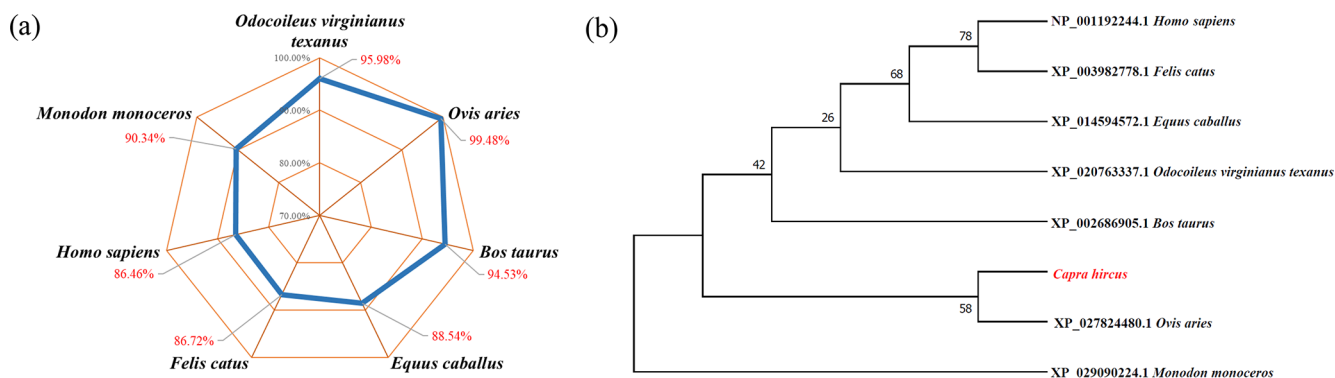 (a)
Odocoileus virginianus
texanus
100.00%
95.98%
Monodon monoceros
90.34%
90.00%
Ovis aries
99.48%
80.00%
70.00%
Homo sapiens
86.46%
Bos taurus
94.53%
86.72%
88.54%
Felis catus
Equus caballus
(b)
78
NP_001192244.1 Homo sapiens
68
XP_003982778.1 Felis catus
26
XP_014594572.1 Equus caballus
42
XP_020763337.1 Odocoileus virginianus texanus
XP_002686905.1 Bos taurus
Capra hircus
58
XP_027824480.1 Ovis aries
XP_029090224.1 Monodon monoceros